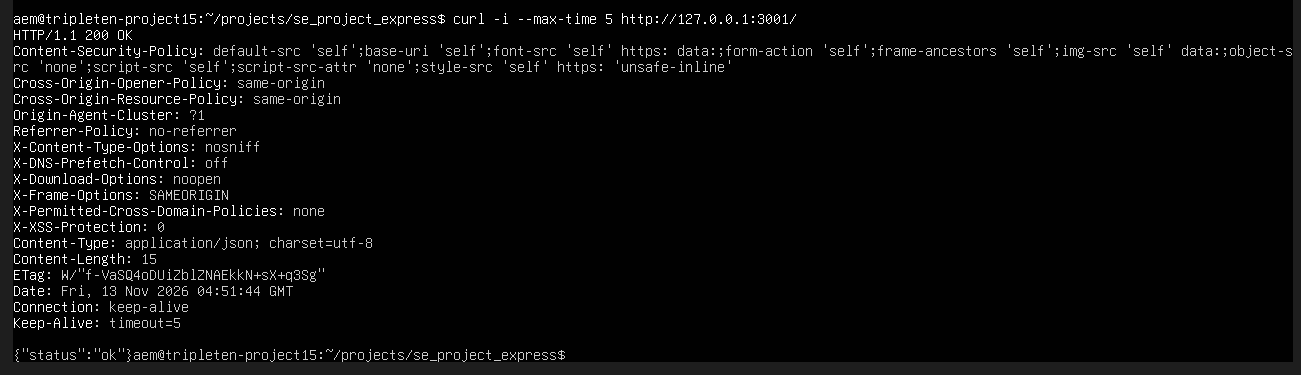 aem@tripleten-project15:~/projects/se_project_express$ curl -i --max-time 5 http://127.0.0.1:3001/
HTTP/1.1 200 OK
Content-Security-Policy: default-src 'self';base-uri 'self';font-src 'self' https: data:;form-action 'self';frame-ancestors 'self';img-src 'self' data:;object-s
rc 'none';script-src 'self';script-src-attr 'none';style-src 'self' https: 'unsafe-inline'
Cross-Origin-Opener-Policy: same-origin
Cross-Origin-Resource-Policy: same-origin
Origin-Agent-Cluster: ?1
Referrer-Policy: no-referrer
X-Content-Type-Options: nosniff
X-DNS-Prefetch-Control: off
X-Download-Options: noopen
X-Frame-Options: SAMEORIGIN
X-Permitted-Cross-Domain-Policies: none
X-XSS-Protection: 0
Content-Type: application/json; charset=utf-8
Content-Length: 15
ETag: W/"f-VaSQ4oDUiZblZNAEkkN+sX+q3Sg"
Date: Fri, 13 Nov 2026 04:51:44 GMT
Connection: keep-alive
Keep-Alive: timeout=5
{"status":"ok"}aem@tripleten-project15:~/projects/se_project_express$